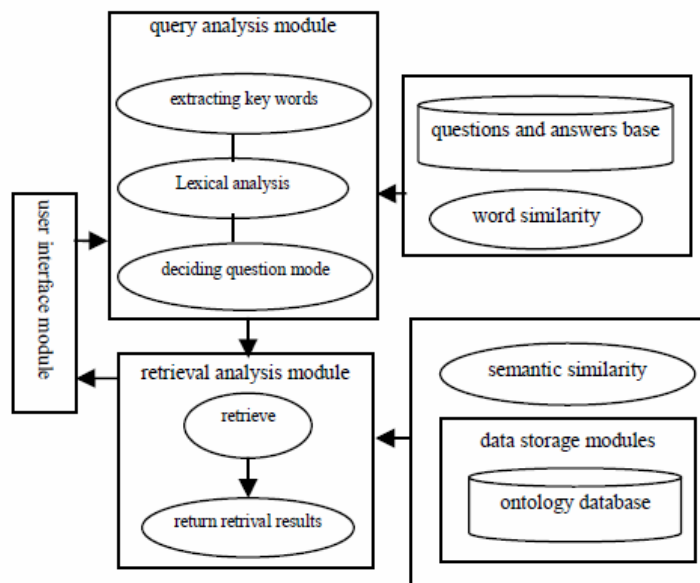 query analysis module
extracting key words
Lexical analysis
deciding question mode
questions and answers base
word similarity
user interface module
retrieval analysis module
retrieve
return retrival results
semantic similarity
data storage modules
ontology database